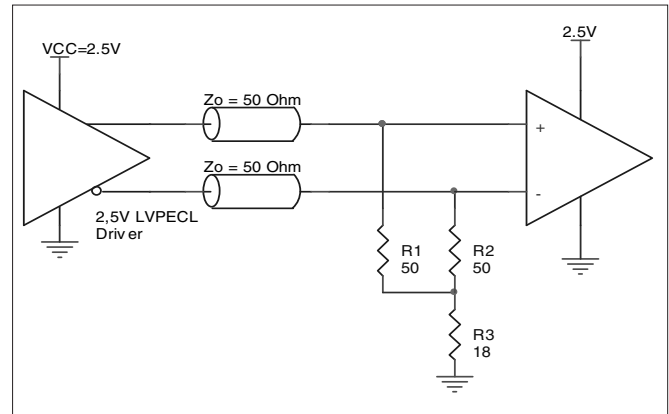 2.5V
VCC=2.5V
Zo = 50 Ohm
+
Zo = 50 Ohm
-
2,5V LVPECL
Driver
R1
50
R2
50
R3
18